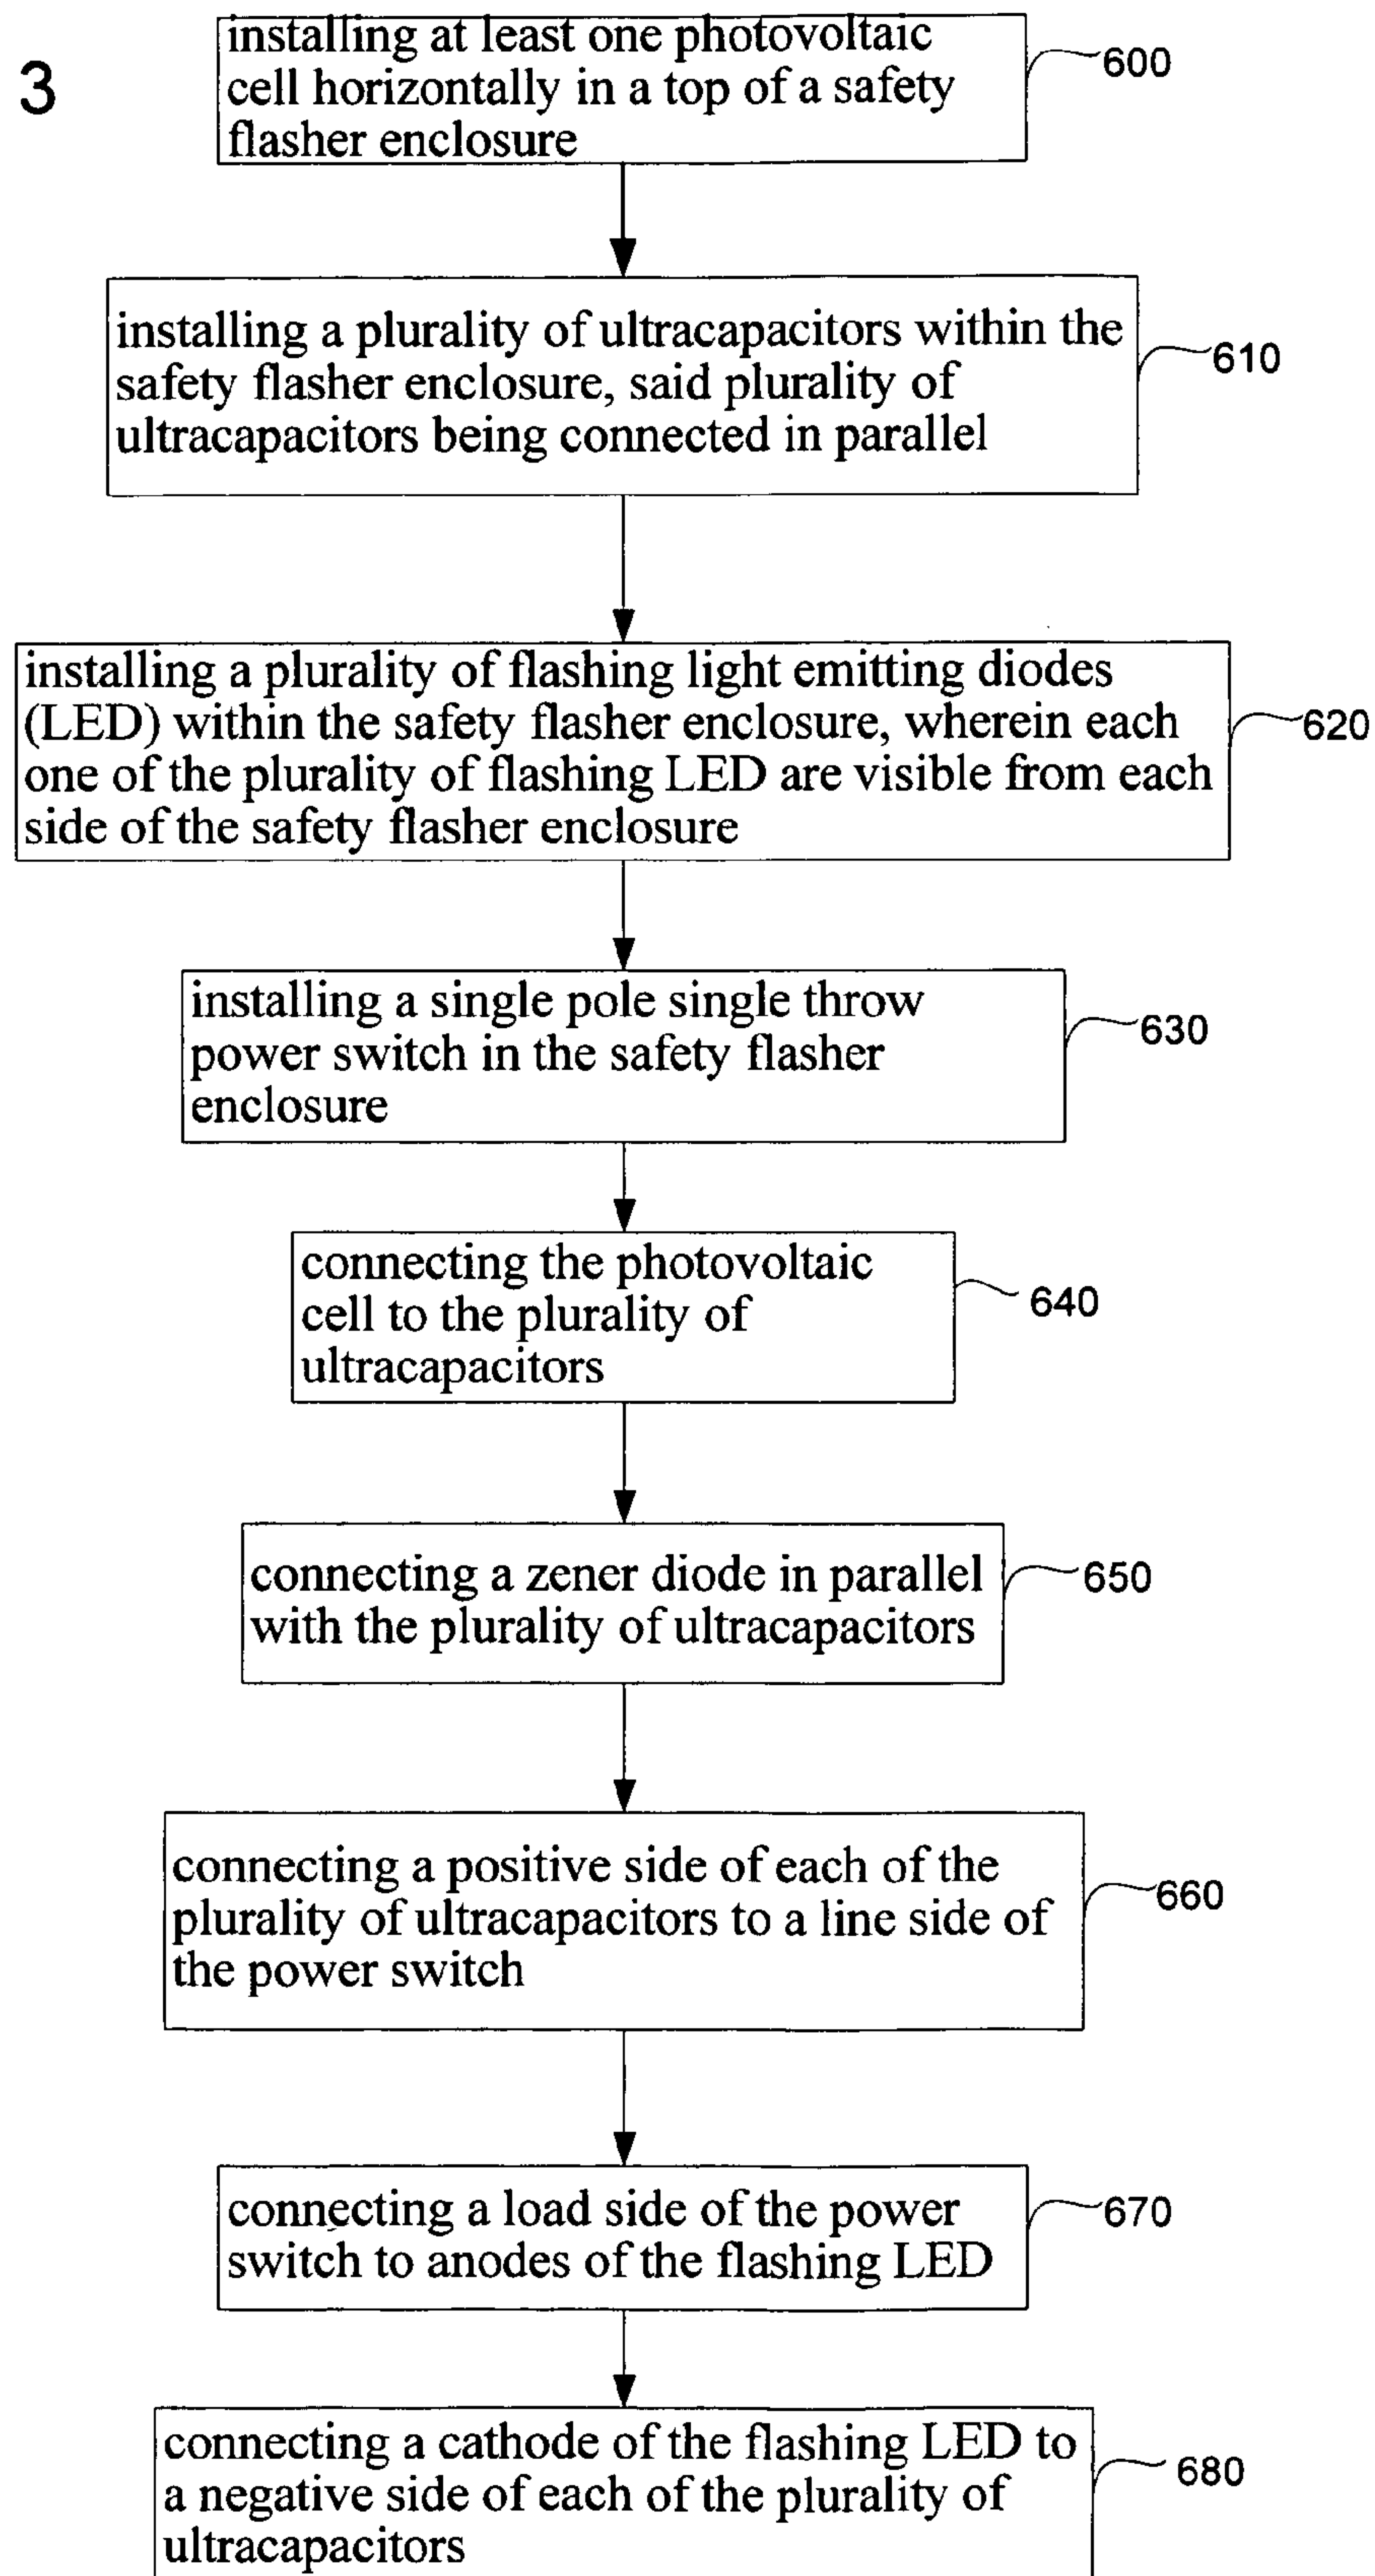 3
installing at least one photovoltaic
cell horizontally in a top of a safety
flasher enclosure
600
installing a plurality of ultracapacitors within the
safety flasher enclosure, said plurality of
ultracapacitors being connected in parallel
610
installing a plurality of flashing light emitting diodes
(LED) within the safety flasher enclosure, wherein each
one of the plurality of flashing LED are visible from each
side of the safety flasher enclosure
620
installing a single pole single throw
power switch in the safety flasher
enclosure
630
connecting the photovoltaic
cell to the plurality of
ultracapacitors
640
connecting a zener diode in parallel
with the plurality of ultracapacitors
650
connecting a positive side of each of the
plurality of ultracapacitors to a line side of
the power switch
660
connecting a load side of the power
switch to anodes of the flashing LED
670
connecting a cathode of the flashing LED to
a negative side of each of the plurality of
ultracapacitors
680